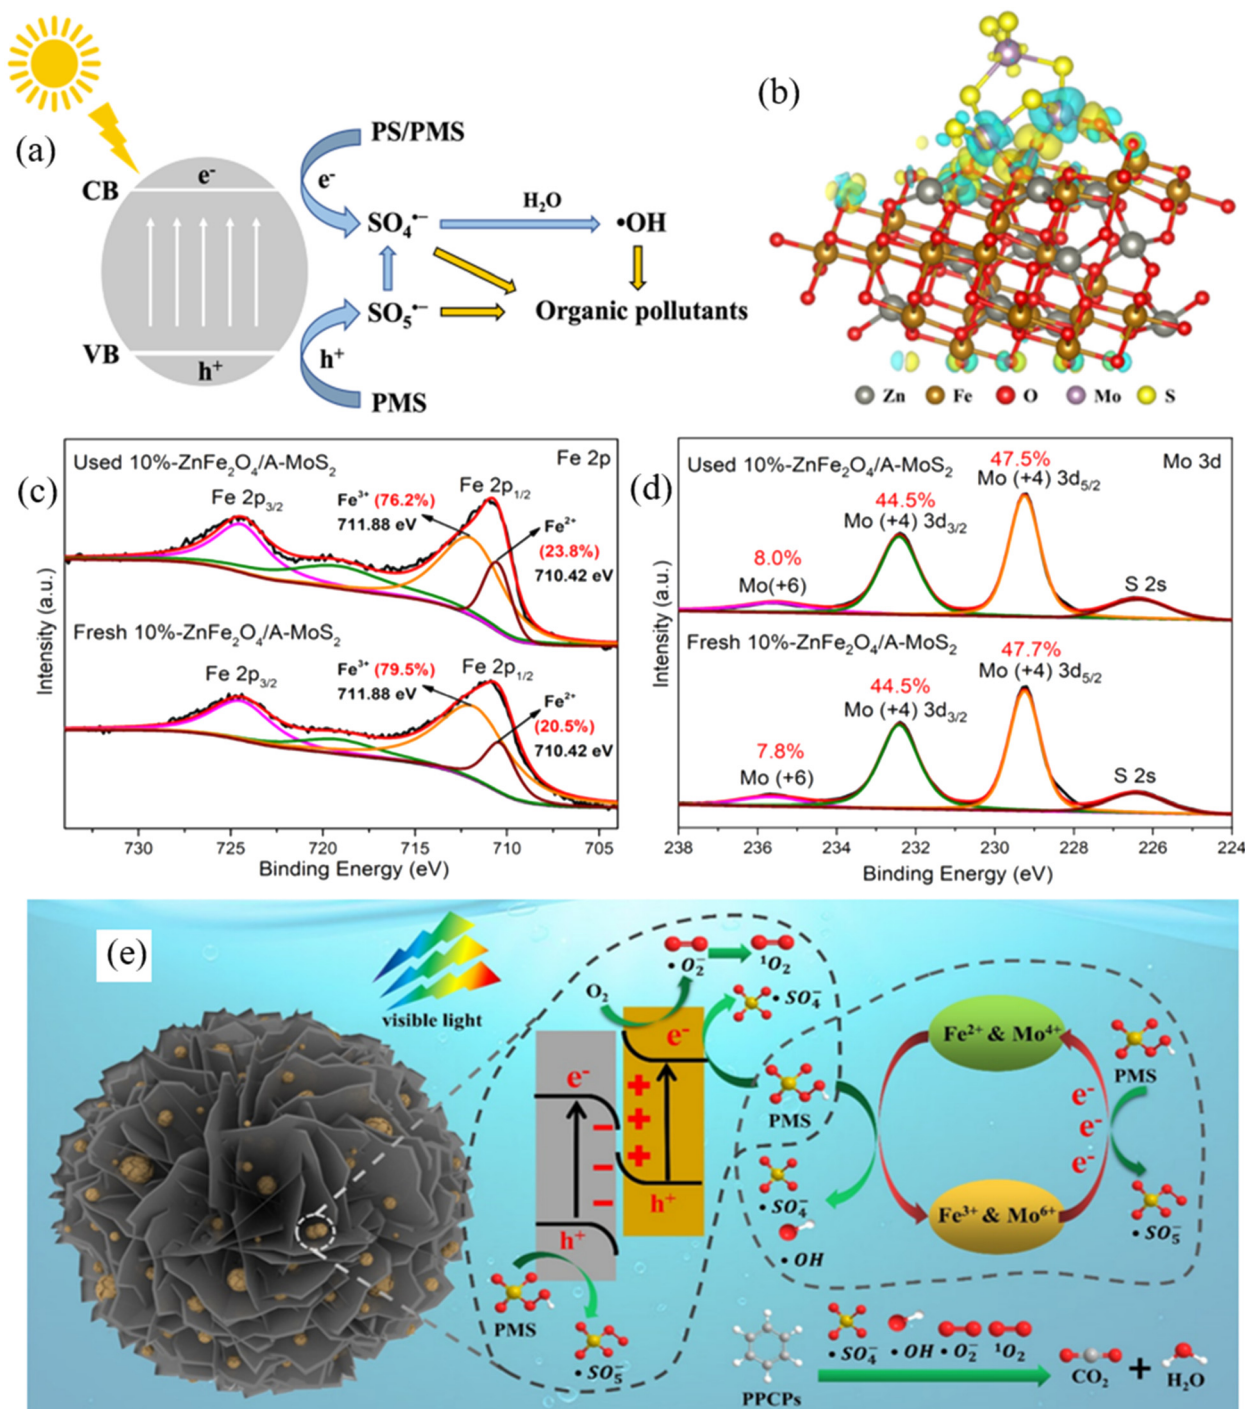 (a)
PS/PMS
CB
e⁻
e⁻
SO₄•−
H₂O
•OH
SO₅•−
Organic pollutants
VB
h⁺
h⁺
PMS
(b)
Zn Fe O Mo S
(c)
Used 10%-ZnFe₂O₄/A-MoS₂
Fe 2p
Fe 2p₃/₂
Fe³⁺ (76.2%)
711.88 eV
Fe 2p₁/₂
Fe²⁺
(23.8%)
710.42 eV
Fresh 10%-ZnFe₂O₄/A-MoS₂
Fe 2p₃/₂
Fe³⁺ (79.5%)
711.88 eV
Fe 2p₁/₂
Fe²⁺
(20.5%)
710.42 eV
Intensity (a.u.)
730 725 720 715 710 705
Binding Energy (eV)
(d)
Used 10%-ZnFe₂O₄/A-MoS₂
Mo 3d
47.5%
Mo (+4) 3d₅/₂
44.5%
Mo (+4) 3d₃/₂
8.0%
Mo(+6)
S 2s
Fresh 10%-ZnFe₂O₄/A-MoS₂
47.7%
Mo (+4) 3d₅/₂
44.5%
Mo (+4) 3d₃/₂
7.8%
Mo (+6)
S 2s
Intensity (a.u.)
238 236 234 232 230 228 226 224
Binding Energy (eV)
(e)
visible light
O₂
• O₂⁻
¹O₂
• SO₄⁻
e⁻
e⁻
h⁺
h⁺
PMS
• SO₅⁻
PMS
• SO₄⁻
• OH
Fe²⁺ & Mo⁴⁺
Fe³⁺ & Mo⁶⁺
PMS
e⁻
e⁻
e⁻
• SO₅⁻
PPCPs
• SO₄⁻ • OH • O₂⁻ ¹O₂
CO₂ + H₂O